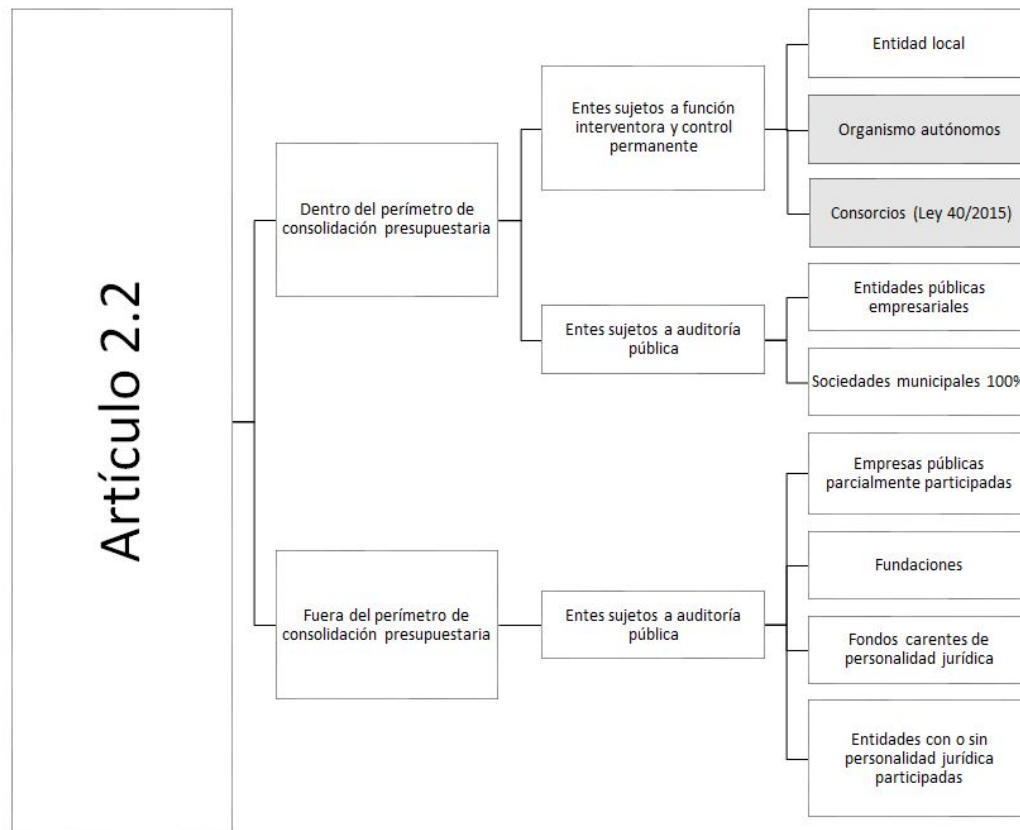 Artículo 2.2
Dentro del perímetro de
consolidación presupuestaria
Entes sujetos a función
interventora y control
permanente
Entidad local
Organismo autónomos
Consorcios (Ley 40/2015)
Entes sujetos a auditoría
pública
Entidades públicas
empresariales
Sociedades municipales 100%
Fuera del perímetro de
consolidación presupuestaria
Entes sujetos a auditoría
pública
Empresas públicas
parcialmente participadas
Fundaciones
Fondos carentes de
personalidad jurídica
Entidades con o sin
personalidad jurídica
participadas